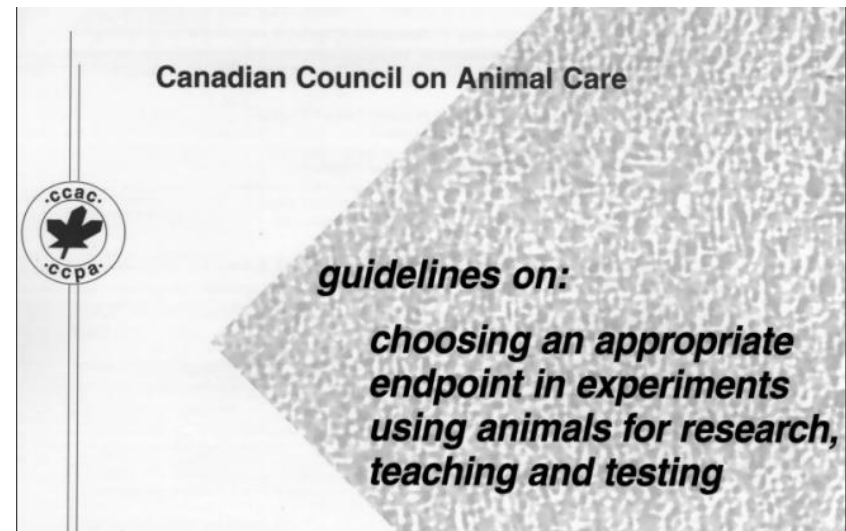 Canadian Council on Animal Care
·ccac·
·ccpa·
guidelines on:
choosing an appropriate
endpoint in experiments
using animals for research,
teaching and testing